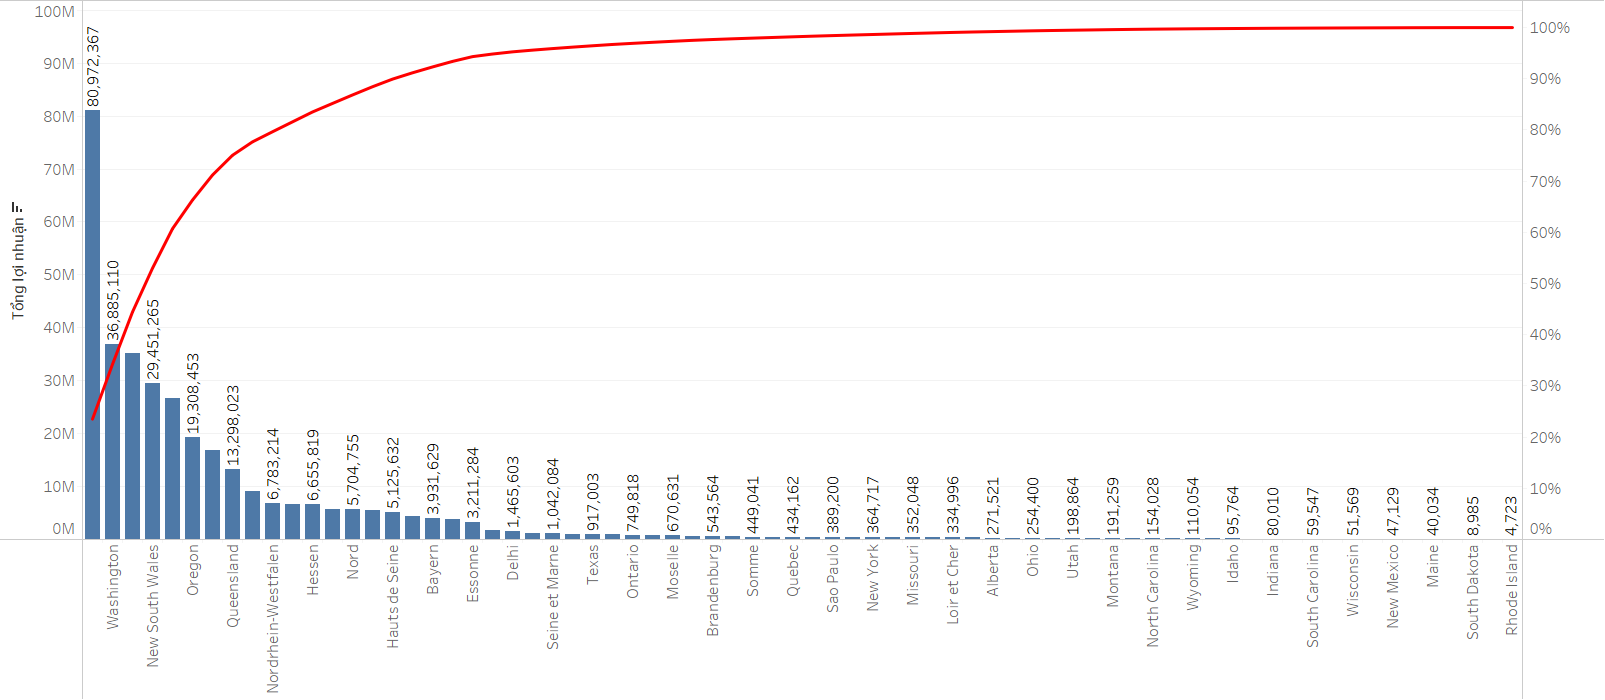 100M
90M
80M
70M
60M
50M
40M
30M
20M
10M
0M
Tổng lợi nhuận
80,972,367
36,885,110
29,451,265
19,308,453
13,298,023
6,783,214
6,655,819
5,704,755
5,125,632
3,931,629
3,211,284
1,465,603
1,042,084
917,003
749,818
670,631
543,564
449,041
434,162
389,200
364,717
352,048
334,996
271,521
254,400
198,864
191,259
154,028
110,054
95,764
80,010
59,547
51,569
47,129
40,034
8,985
4,723
100%
90%
80%
70%
60%
50%
40%
30%
20%
10%
0%
Washington
New South Wales
Oregon
Queensland
Nordrhein-Westfalen
Hessen
Nord
Hauts de Seine
Bayern
Essonne
Delhi
Seine et Marne
Texas
Ontario
Moselle
Brandenburg
Somme
Quebec
Sao Paulo
New York
Missouri
Loir et Cher
Alberta
Ohio
Utah
Montana
North Carolina
Wyoming
Idaho
Indiana
South Carolina
Wisconsin
New Mexico
Maine
South Dakota
Rhode Island